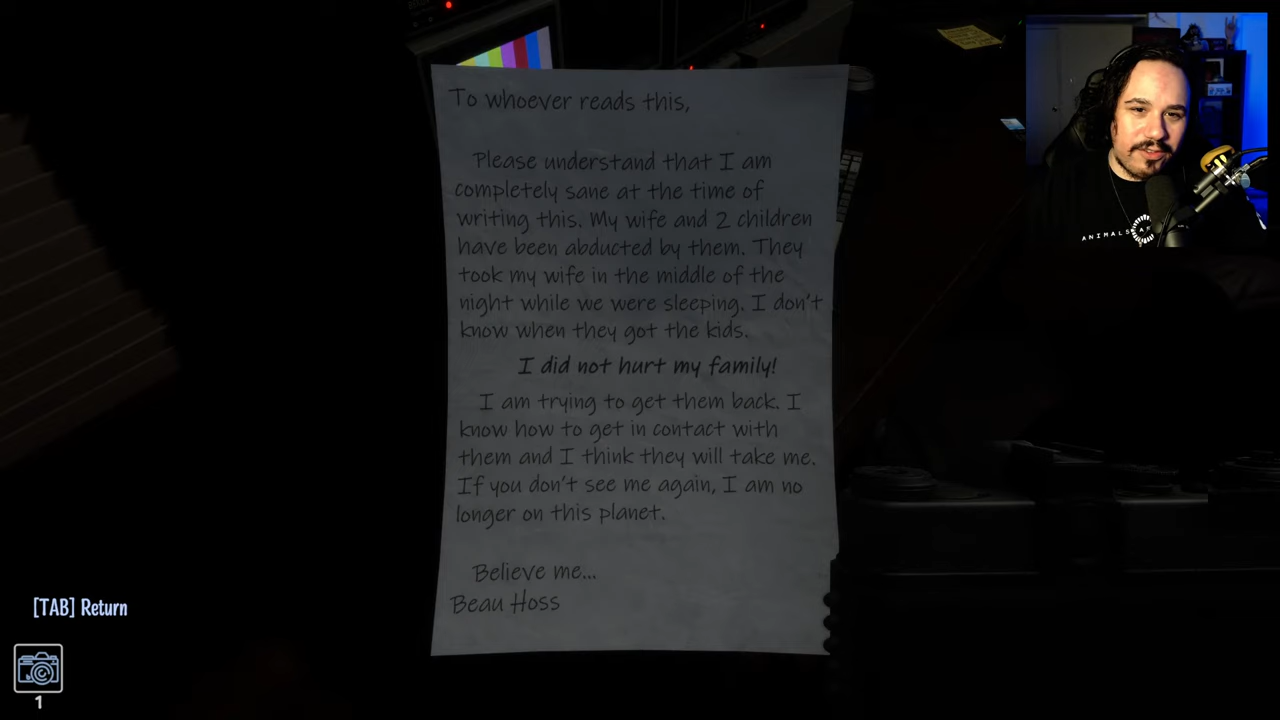 To whoever reads this,
Please understand that I am
completely sane at the time of
writing this. My wife and 2 children
have been abducted by them. They
took my wife in the middle of the
night while we were sleeping. I don't
know when they got the kids.
I did not hurt my family!
I am trying to get them back. I
know how to get in contact with
them and I think they will take me.
If you don't see me again, I am no
longer on this planet.
Believe me...
Beau Hoss
[TAB] Return
1
ANIMALS